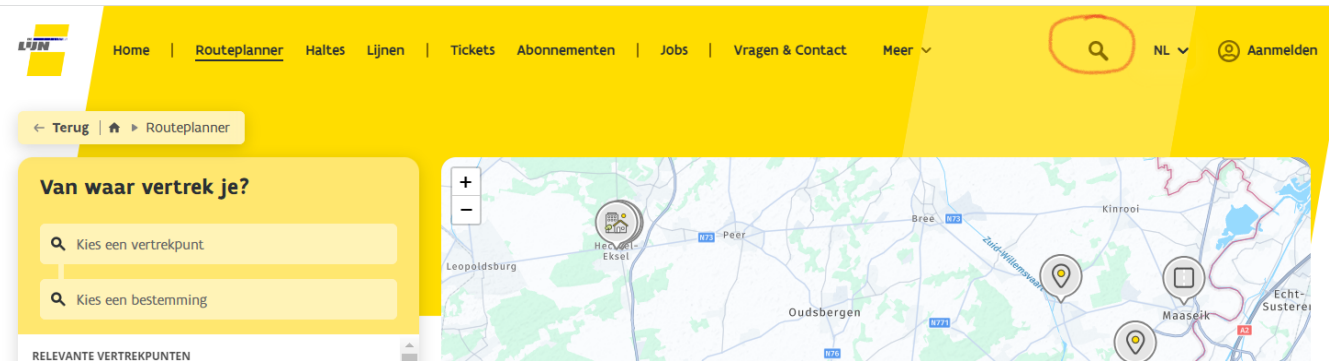 LIJN
Home | Routeplanner Haltes Lijnen | Tickets Abonnementen | Jobs | Vragen & Contact Meer NL Aanmelden
← Terug | Routeplanner
Van waar vertrek je?
Kies een vertrekpunt
Kies een bestemming
RELEVANTE VERTREKPUNTEN
+
−
Kinrooi
Bree N73
N73 Peer
Hechtel-
Eksel
Leopoldsburg
Zuid-Willemsvaart
Echt-
Susteren
Oudsbergen
Maaseik
N771
A2
N76